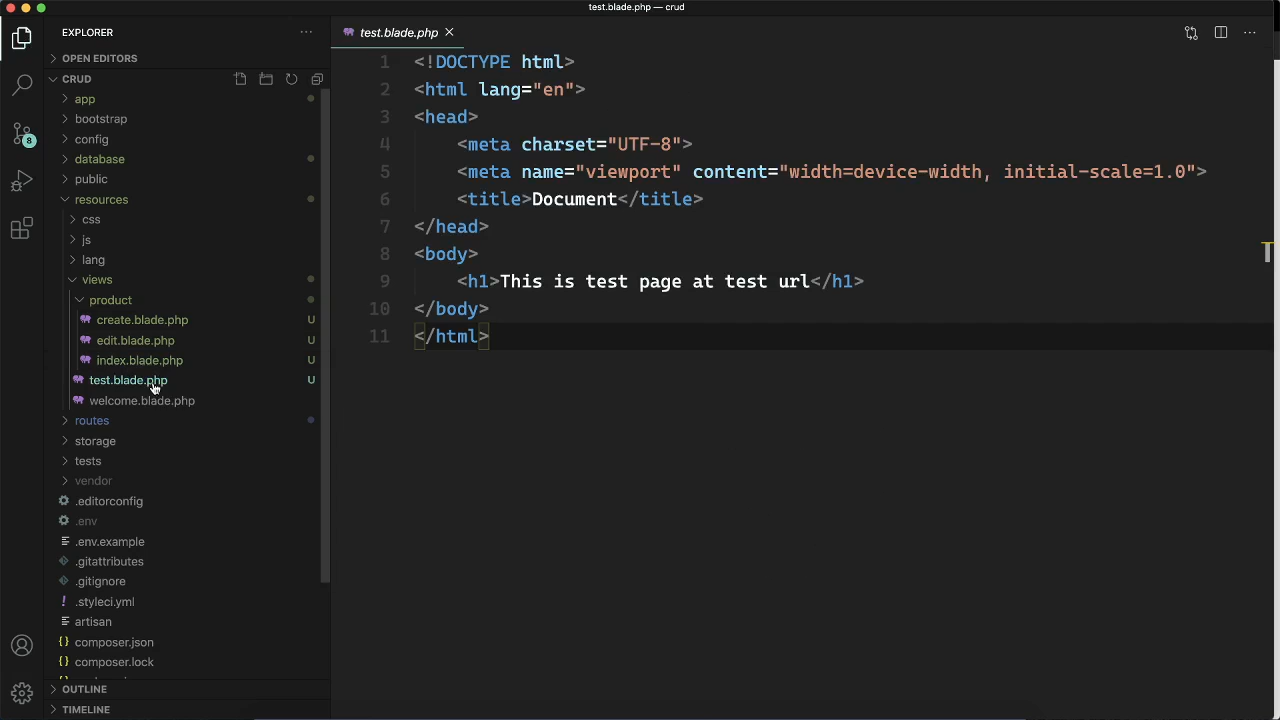 test.blade.php — crud
EXPLORER
OPEN EDITORS
CRUD
app
bootstrap
config
database
public
resources
css
js
lang
views
product
create.blade.php U
edit.blade.php U
index.blade.php U
test.blade.php U
welcome.blade.php
routes
storage
tests
vendor
.editorconfig
.env
.env.example
.gitattributes
.gitignore
.styleci.yml
artisan
composer.json
composer.lock
OUTLINE
TIMELINE
8
test.blade.php
1 <!DOCTYPE html>
2 <html lang="en">
3 <head>
4 <meta charset="UTF-8">
5 <meta name="viewport" content="width=device-width, initial-scale=1.0">
6 <title>Document</title>
7 </head>
8 <body>
9 <h1>This is test page at test url</h1>
10 </body>
11 </html>